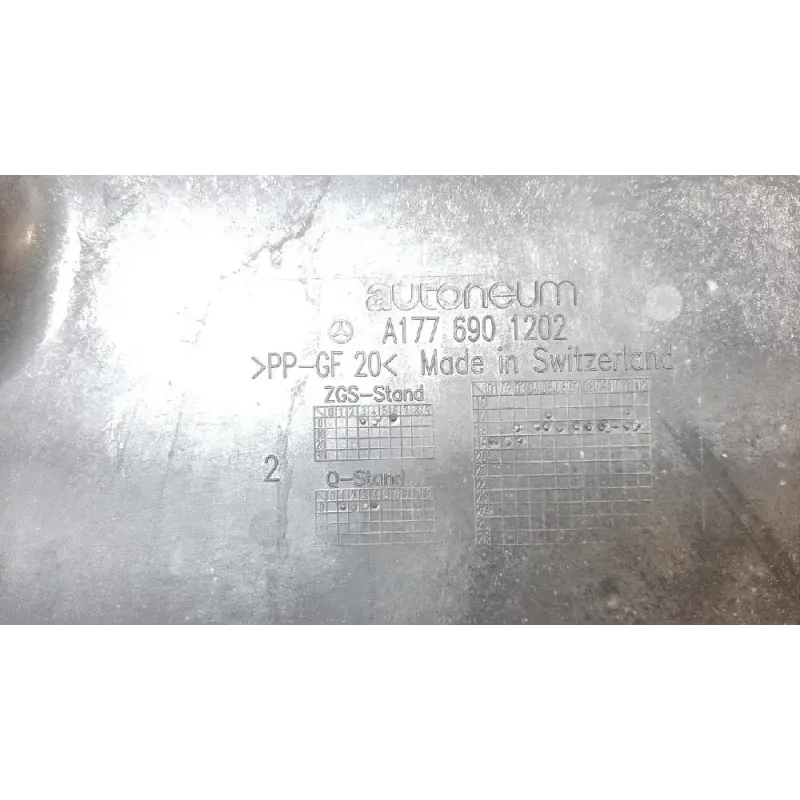 autoneum
A177 690 1202
>PP-GF 20< Made in Switzerland
ZGS-Stand
2
Q-Stand